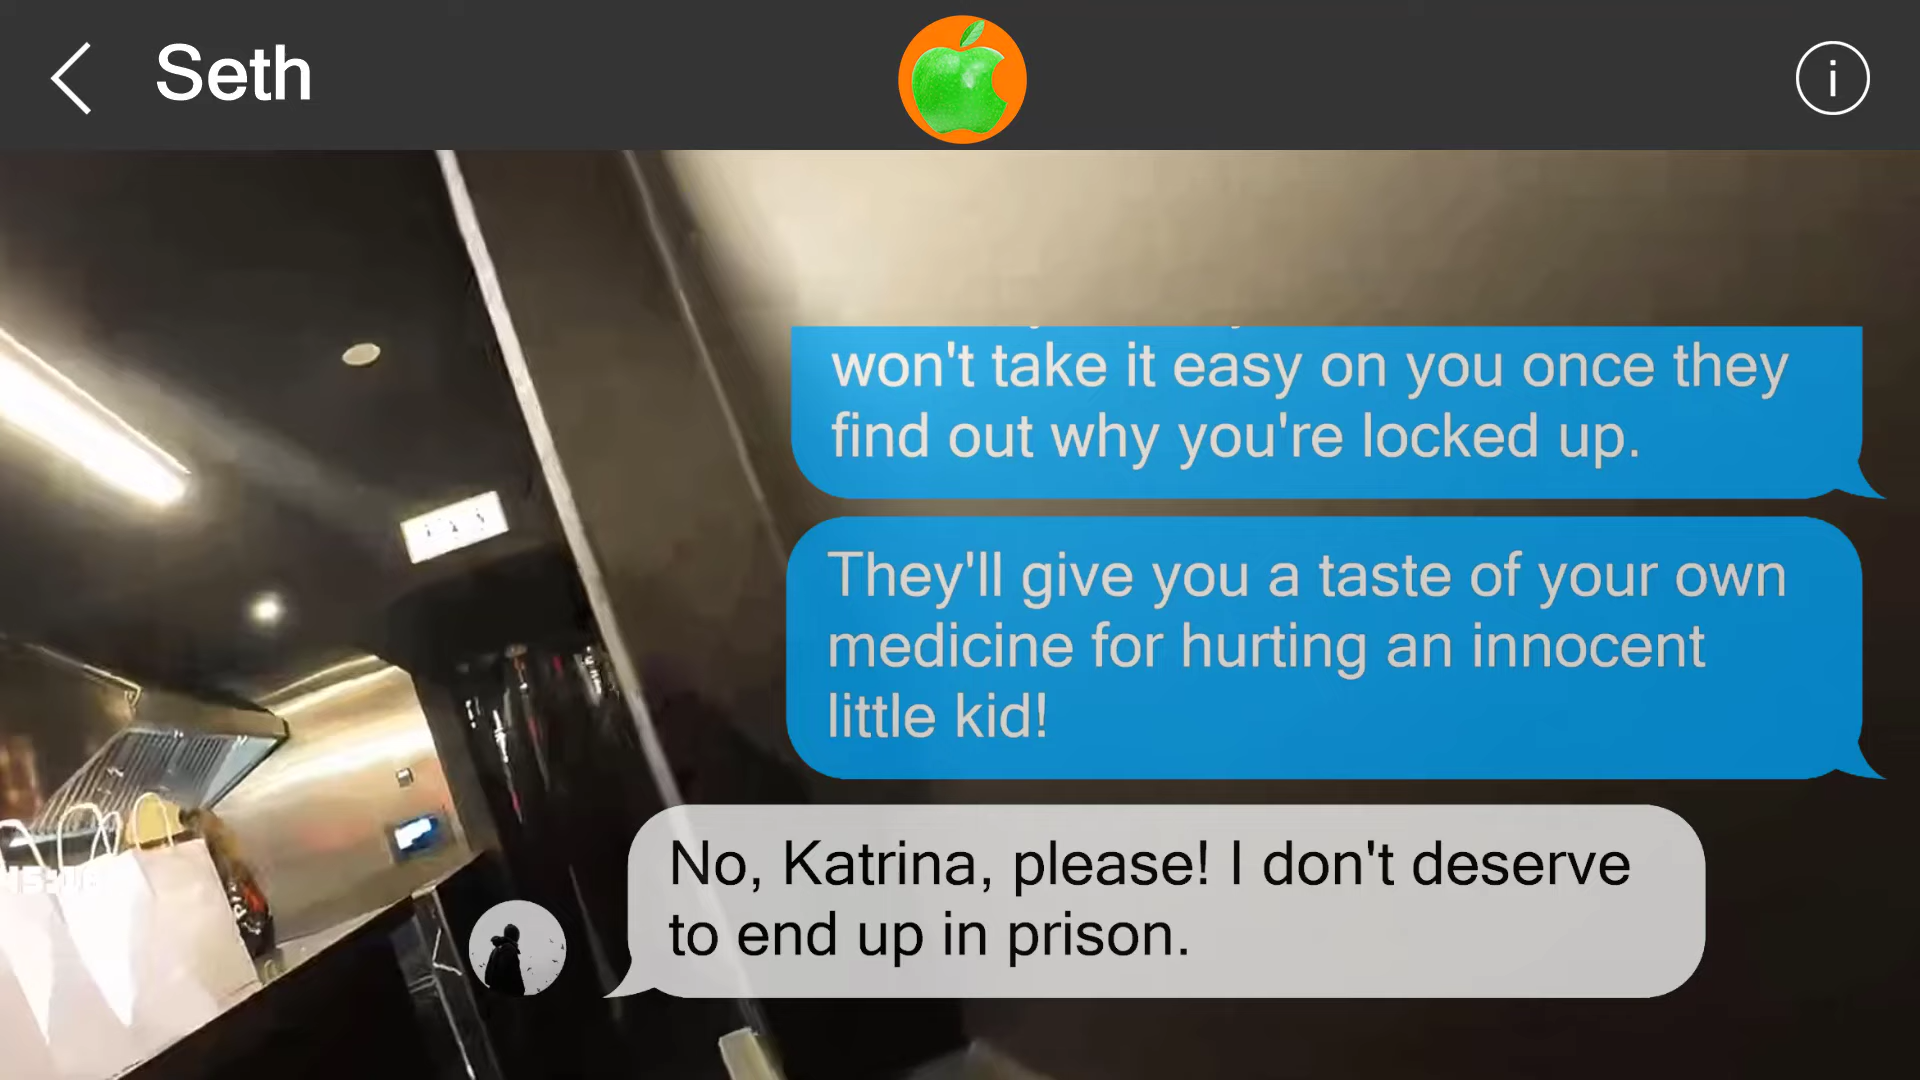 Seth
won't take it easy on you once they
find out why you're locked up.
They'll give you a taste of your own
medicine for hurting an innocent
little kid!
No, Katrina, please! I don't deserve
to end up in prison.